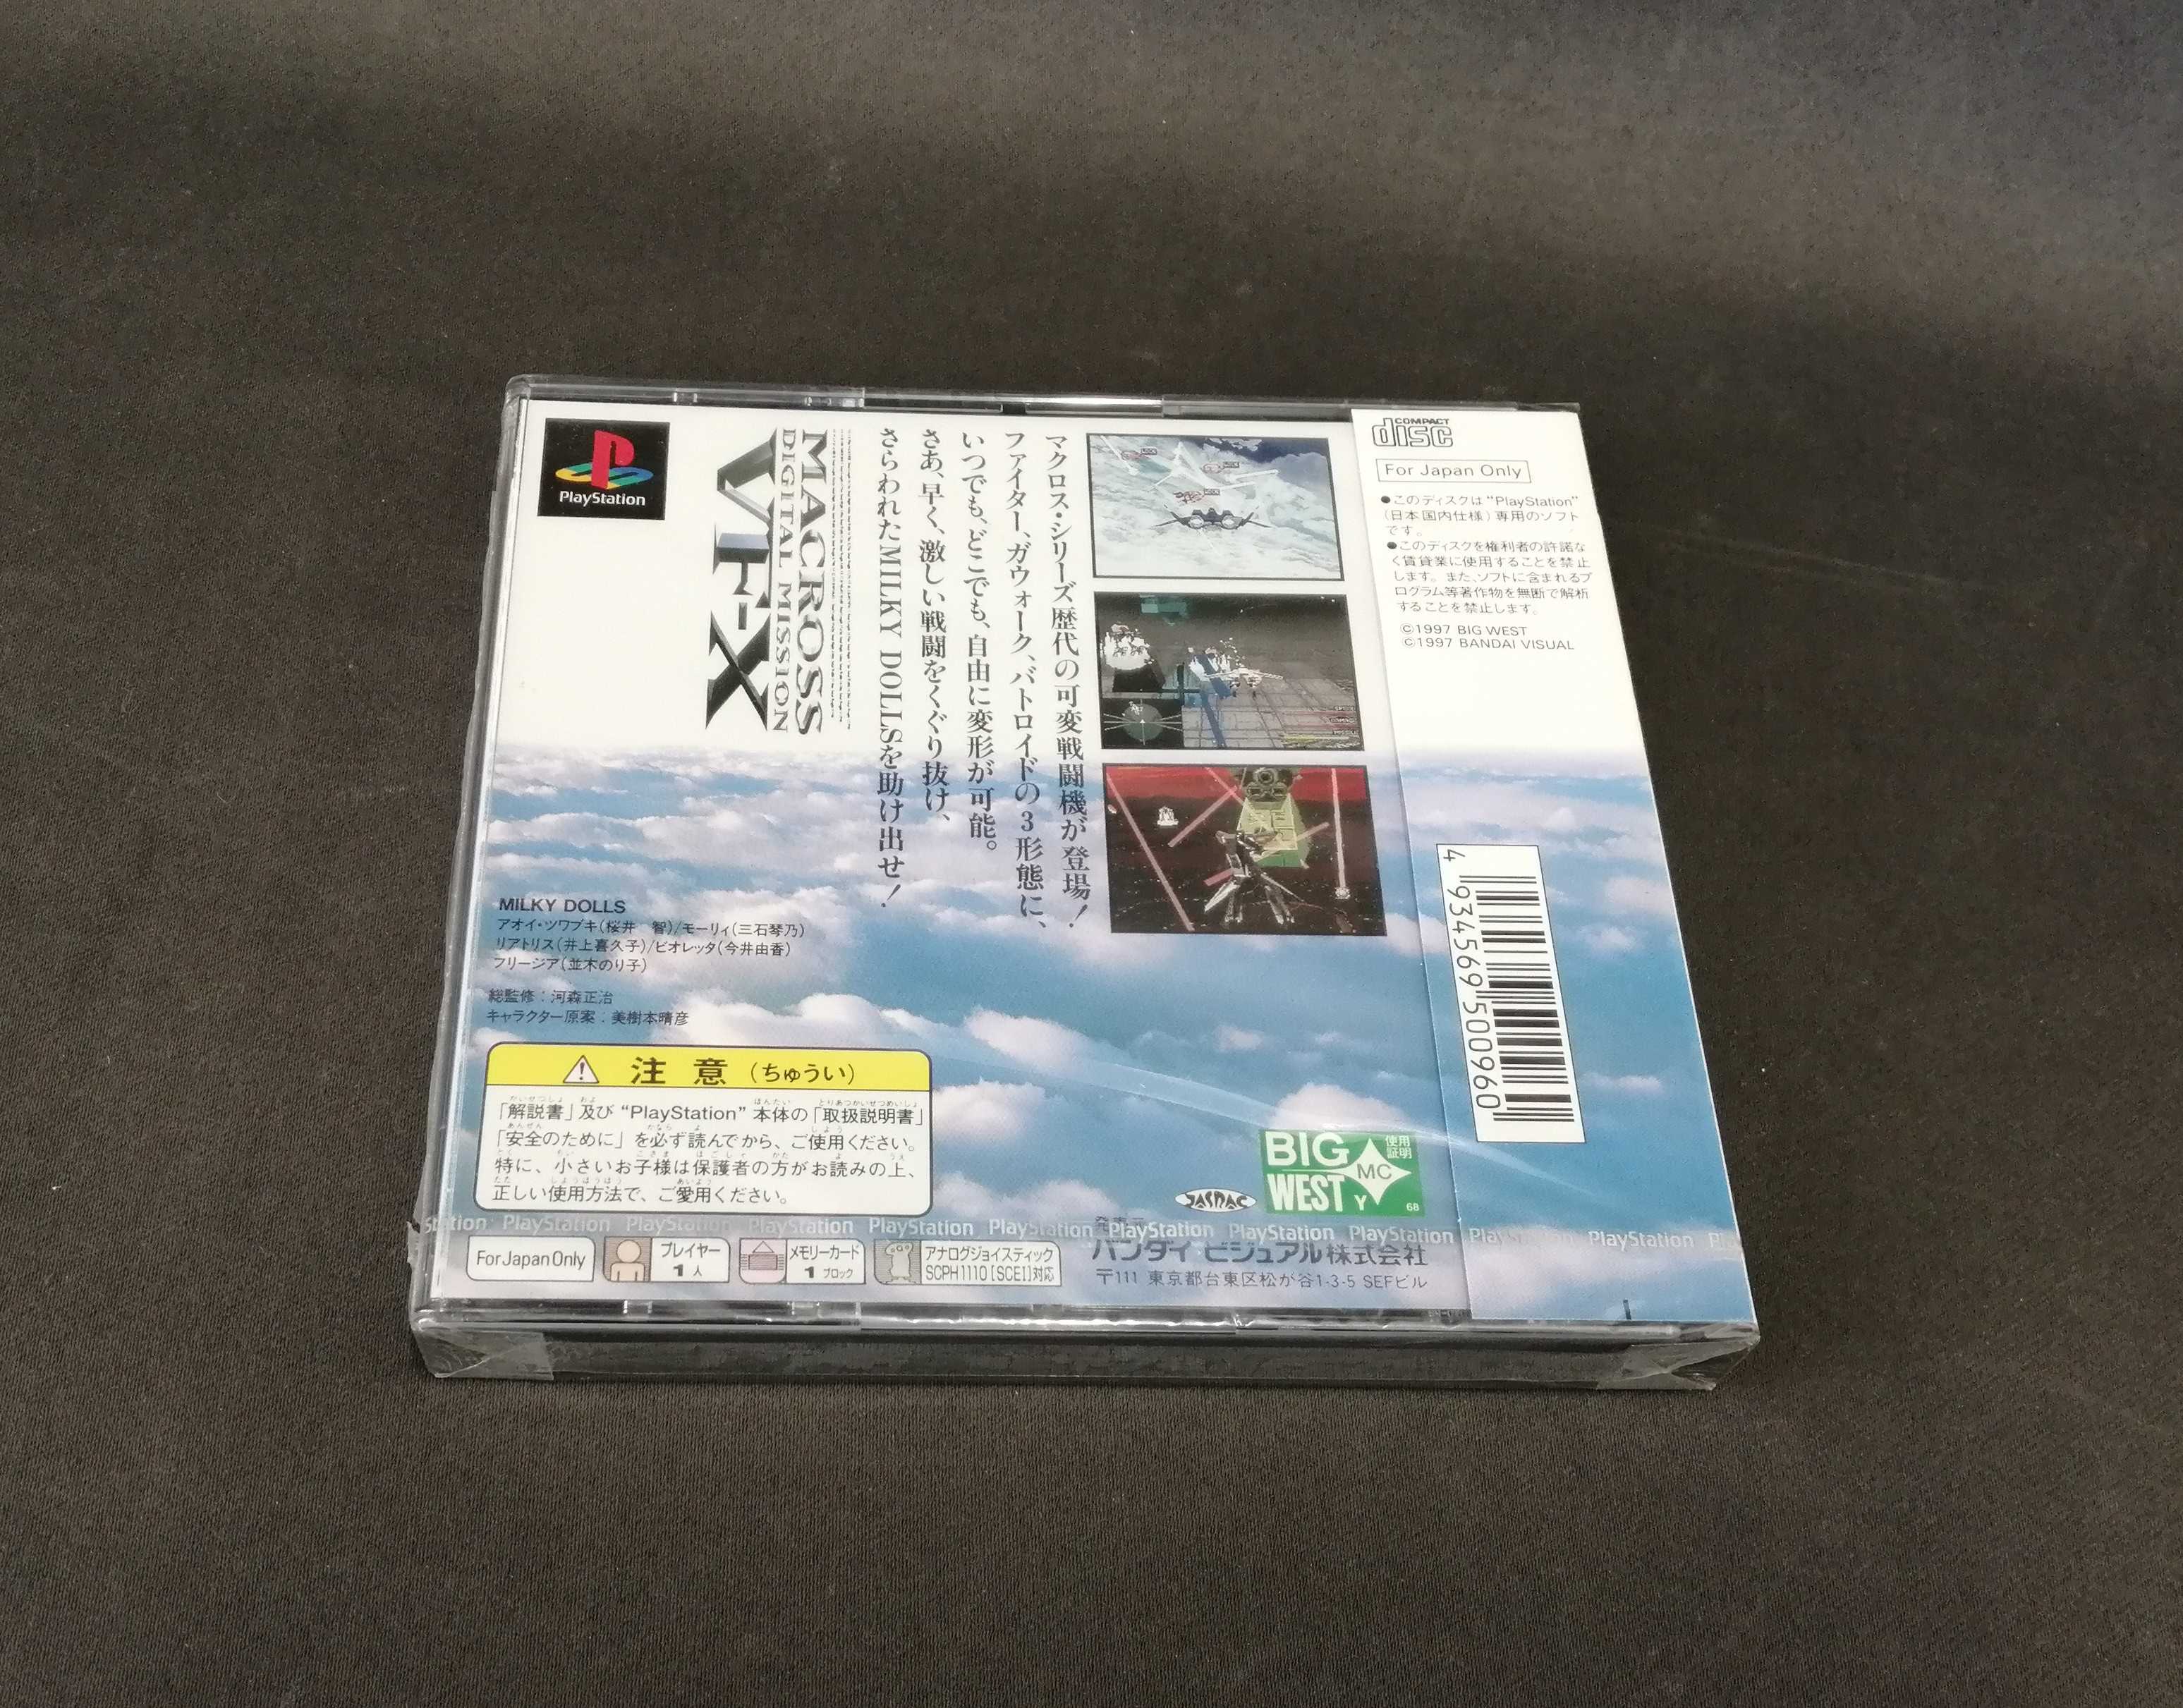 PlayStation
MACROSS
DIGITAL MISSION
VF-X
マクロス・シリーズ歴代の可変戦闘機が登場!
ファイター、ガウォーク、バトロイドの3形態に、
いつでも、どこでも、自由に変形が可能。
さあ、早く、激しい戦闘をくぐり抜け、
さらわれたMILKY DOLLSを助け出せ!
COMPACT
disc
For Japan Only
●このディスクは“PlayStation”
(日本国内仕様)専用のソフト
です。
●このディスクを権利者の許諾な
く賃貸業に使用することを禁止
します。また、ソフトに含まれるプ
ログラム等著作物を無断で解析
することを禁止します。
©1997 BIG WEST
©1997 BANDAI VISUAL
4 934569 500960
MILKY DOLLS
アオイ・ツワブキ(桜井 智)/モーリィ(三石琴乃)
リアトリス(井上喜久子)/ビオレッタ(今井由香)
フリージア(並木のり子)
総監修:河森正治
キャラクター原案:美樹本晴彦
注意(ちゅうい)
「解説書」及び“PlayStation”本体の「取扱説明書」
「安全のために」を必ず読んでから、ご使用ください。
特に、小さいお子様は保護者の方がお読みの上、
正しい使用方法で、ご愛用ください。
JASRAC
BIG
WEST
使用
証明
MC
Y
68
PlayStation PlayStation PlayStation PlayStation PlayStation PlayStation PlayStation PlayStation PlayStation PlayStation
For Japan Only
プレイヤー
1人
メモリーカード
1ブロック
アナログジョイスティック
SCPH1110[SCEI]対応
発売元
バンダイビジュアル株式会社
〒111 東京都台東区松が谷1-3-5 SEFビル